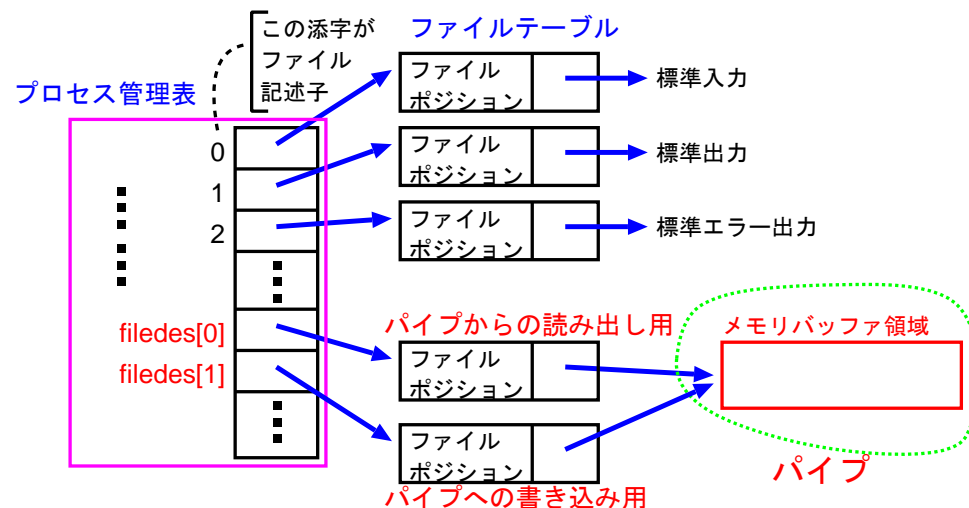 この添字が
ファイル
記述子
ファイルテーブル
プロセス管理表
ファイル
ポジション
標準入力
0
ファイル
ポジション
標準出力
1
2
ファイル
ポジション
標準エラー出力
filedes[0]
パイプからの読み出し用
メモリバッファ領域
filedes[1]
ファイル
ポジション
ファイル
ポジション
パイプへの書き込み用
パイプ